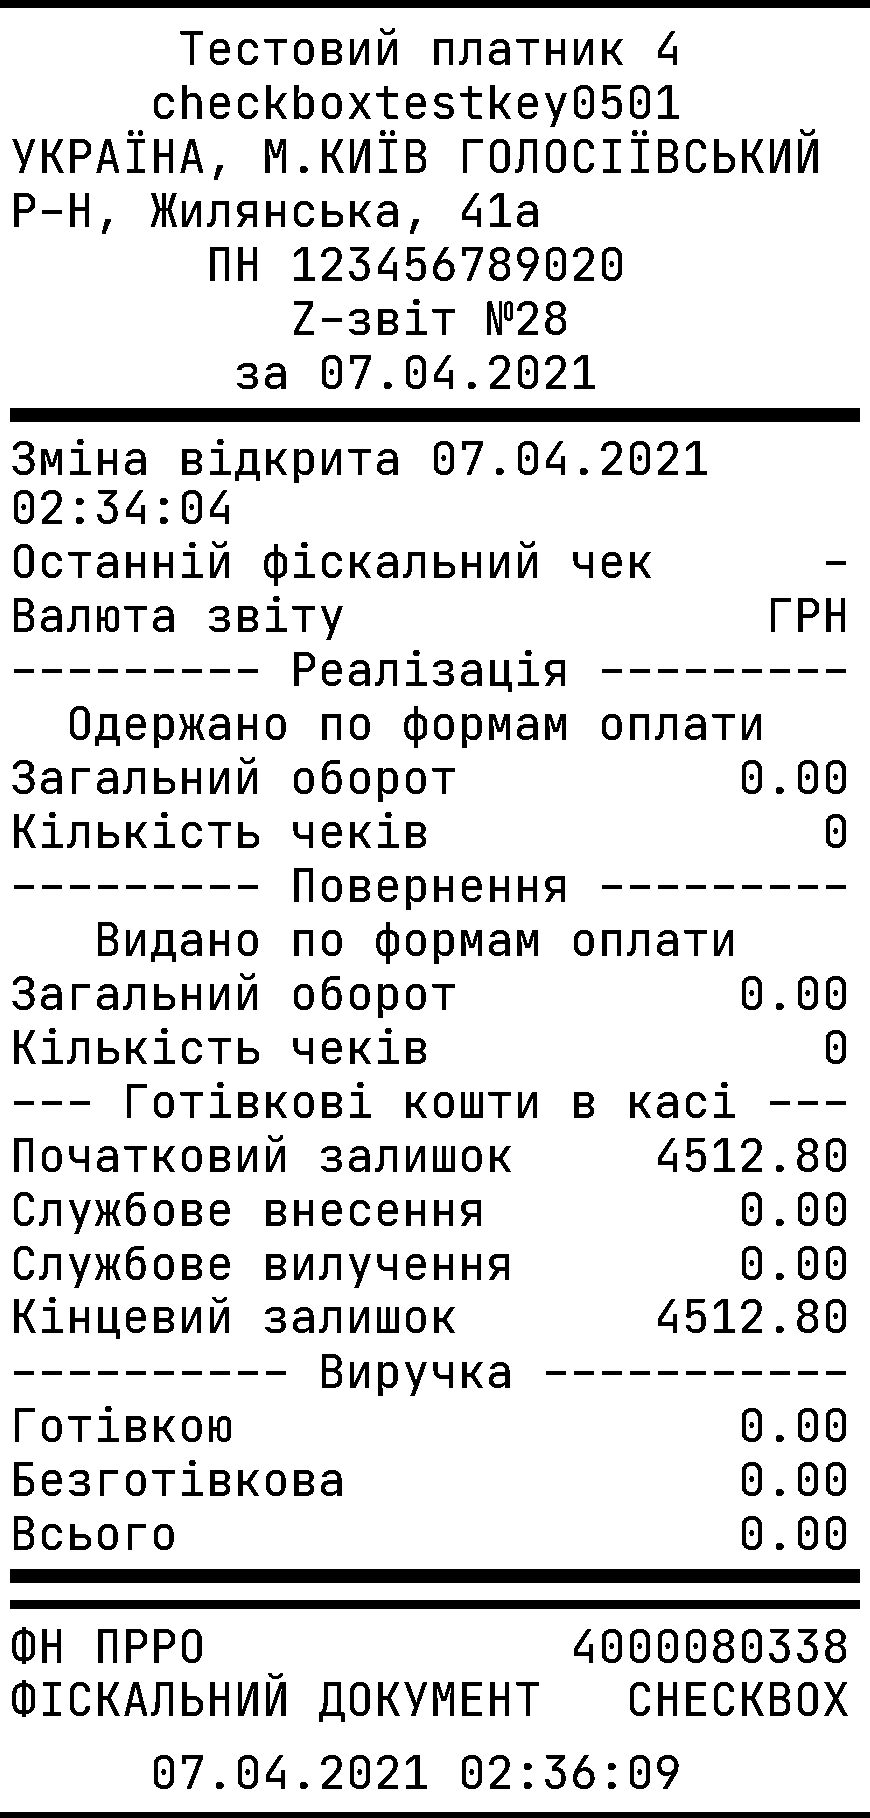 Тестовий платник 4
checkboxtestkey0501
УКРАЇНА, М.КИЇВ ГОЛОСІЇВСЬКИЙ
Р-Н, Жилянська, 41а
ПН 123456789020
Z-звіт №28
за 07.04.2021
Зміна відкрита 07.04.2021
02:34:04
Останній фіскальний чек -
Валюта звіту ГРН
--------- Реалізація ---------
Одержано по формам оплати
Загальний оборот 0.00
Кількість чеків 0
--------- Повернення ---------
Видано по формам оплати
Загальний оборот 0.00
Кількість чеків 0
--- Готівкові кошти в касі ---
Початковий залишок 4512.80
Службове внесення 0.00
Службове вилучення 0.00
Кінцевий залишок 4512.80
---------- Виручка -----------
Готівкою 0.00
Безготівкова 0.00
Всього 0.00
ФН ПРРО 4000080338
ФІСКАЛЬНИЙ ДОКУМЕНТ CHECKBOX
07.04.2021 02:36:09